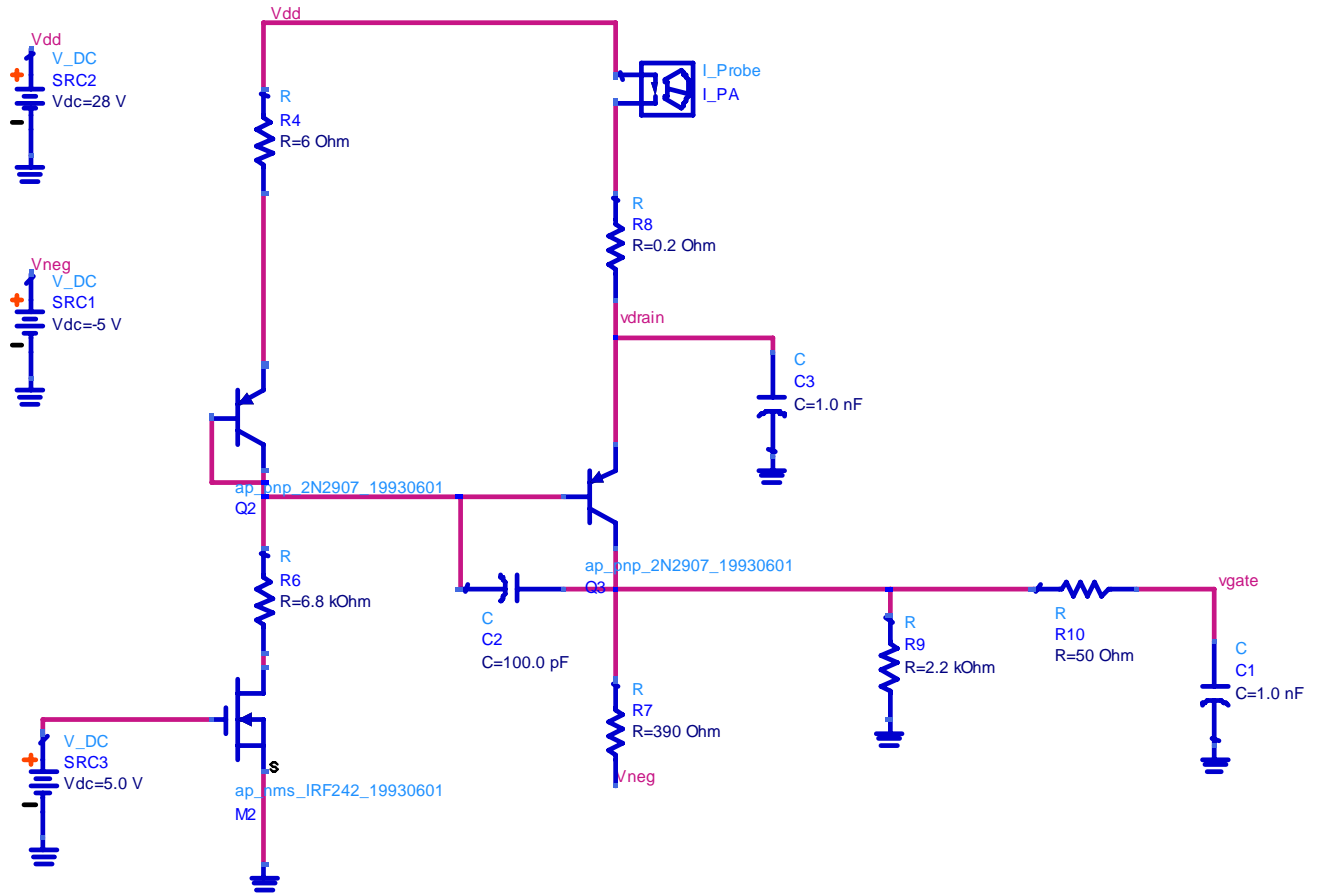 Vdd
Vdd
V_DC
SRC2
Vdc=28 V
R
R4
R=6 Ohm
I_Probe
I_PA
R
R8
R=0.2 Ohm
Vneg
V_DC
SRC1
Vdc=-5 V
vdrain
C
C3
C=1.0 nF
ap_pnp_2N2907_19930601
Q2
R
R6
R=6.8 kOhm
ap_pnp_2N2907_19930601
Q3
C
C2
C=100.0 pF
R
R9
R=2.2 kOhm
R
R10
R=50 Ohm
vgate
C
C1
C=1.0 nF
R
R7
R=390 Ohm
Vneg
V_DC
SRC3
Vdc=5.0 V
S
ap_nms_IRF242_19930601
M2